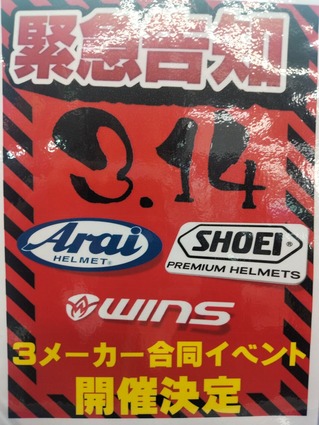 緊急告知
3.14
Arai
HELMET
SHOEI
PREMIUM HELMETS
WINS
3メーカー合同イベント
開催決定